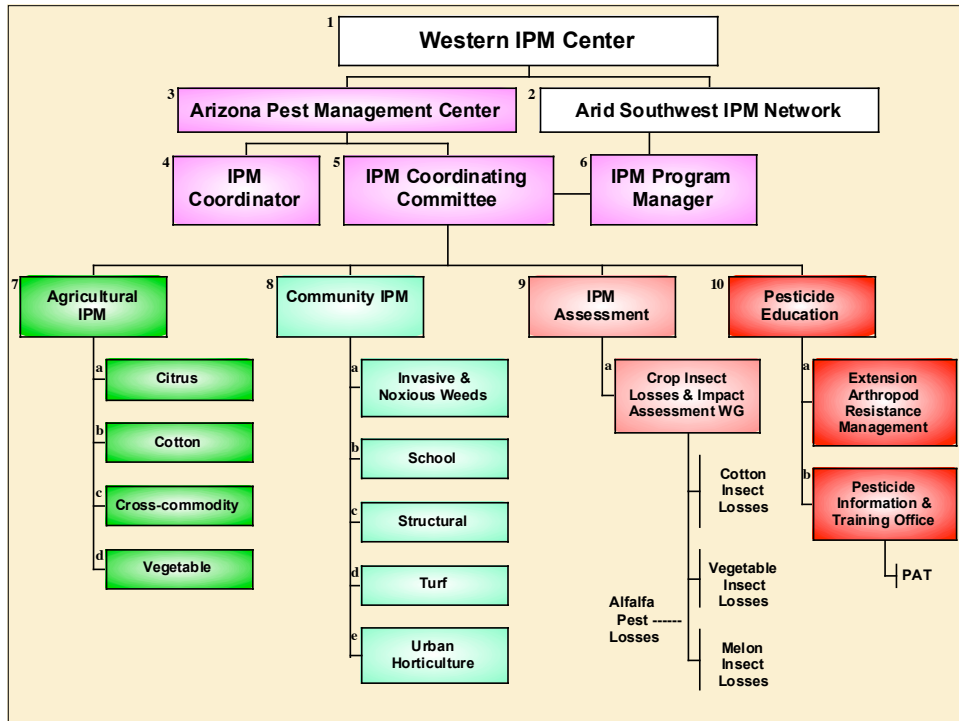 1
Western IPM Center
3
Arizona Pest Management Center
2
Arid Southwest IPM Network
4
IPM
Coordinator
5
IPM Coordinating
Committee
6
IPM Program
Manager
7
Agricultural
IPM
a
Citrus
b
Cotton
c
Cross-commodity
d
Vegetable
8
Community IPM
a
Invasive &
Noxious Weeds
b
School
c
Structural
d
Turf
e
Urban
Horticulture
9
IPM
Assessment
a
Crop Insect
Losses & Impact
Assessment WG
Cotton
Insect
Losses
Vegetable
Insect
Losses
Alfalfa
Pest ------
Losses
Melon
Insect
Losses
10
Pesticide
Education
a
Extension
Arthropod
Resistance
Management
b
Pesticide
Information &
Training Office
PAT